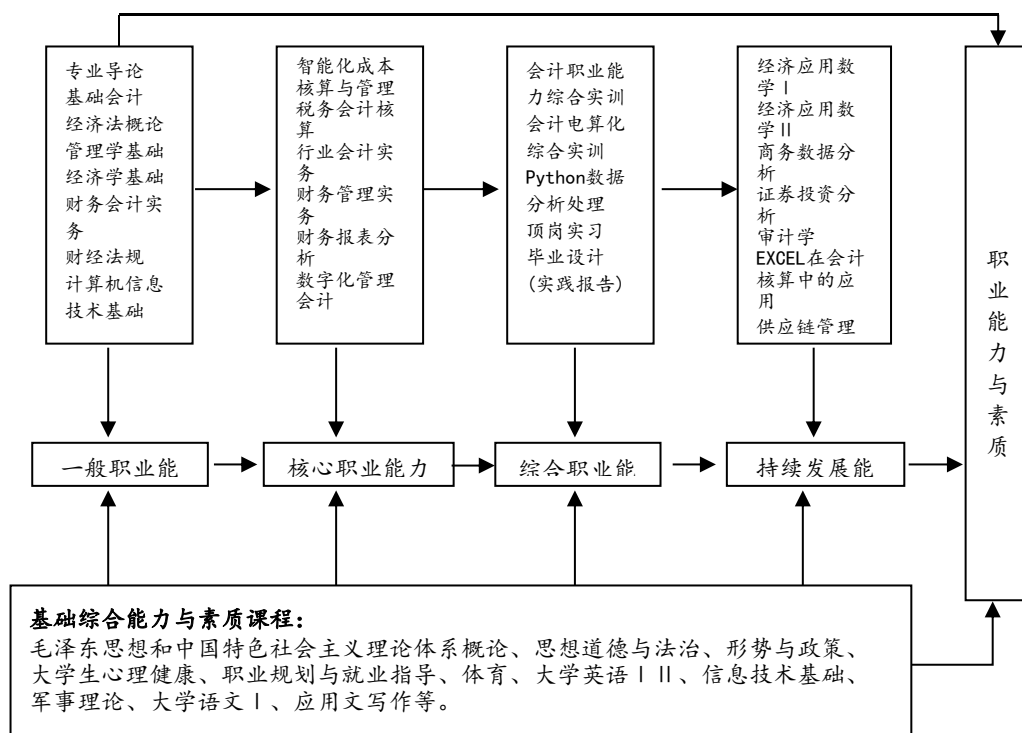 专业导论
基础会计
经济法概论
管理学基础
经济学基础
财务会计实
务
财经法规
计算机信息
技术基础
智能化成本
核算与管理
税务会计核
算
行业会计实
务
财务管理实
务
财务报表分
析
数字化管理
会计
会计职业能
力综合实训
会计电算化
综合实训
Python数据
分析处理
顶岗实习
毕业设计
(实践报告)
经济应用数
学Ⅰ
经济应用数
学Ⅱ
商务数据分
析
证券投资分
析
审计学
EXCEL在会计
核算中的应
用
供应链管理
职
业
能
力
与
素
质
一般职业能
核心职业能力
综合职业能
持续发展能
基础综合能力与素质课程：
毛泽东思想和中国特色社会主义理论体系概论、思想道德与法治、形势与政策、
大学生心理健康、职业规划与就业指导、体育、大学英语ⅠⅡ、信息技术基础、
军事理论、大学语文Ⅰ、应用文写作等。